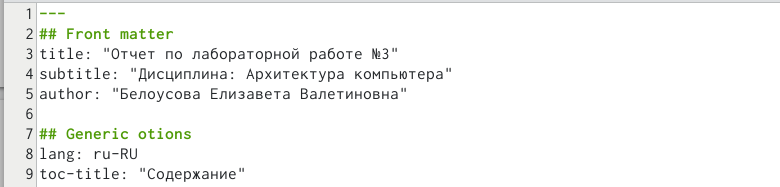 1 ---
2 ## Front matter
3 title: "Отчет по лабораторной работе №3"
4 subtitle: "Дисциплина: Архитектура компьютера"
5 author: "Белоусова Елизавета Валетиновна"
6
7 ## Generic otions
8 lang: ru-RU
9 toc-title: "Содержание"